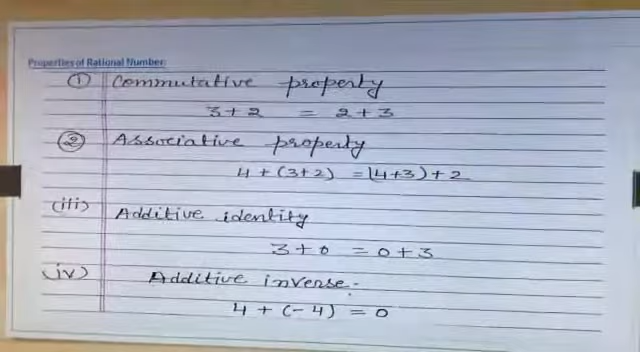 Properties of Rational Number:
① Commutative property
3+2 = 2+3
② Associative property
4+(3+2) =(4+3)+2
(iii) Additive identity
3+0 = 0+3
(iv) Additive inverse.
4+(-4) = 0